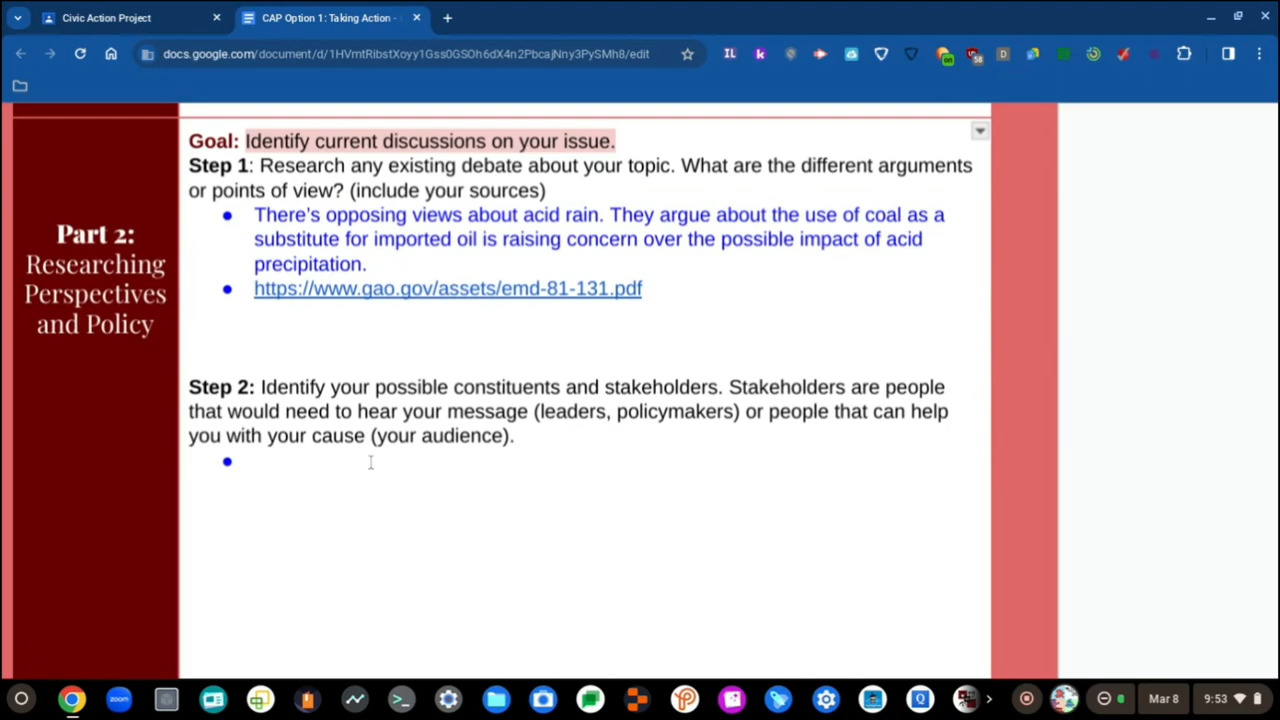 Civic Action Project
CAP Option 1: Taking Action -
docs.google.com/document/d/1HVmtRibstXoyy1Gss0GSOh6dX4n2PbcajNny3PySMh8/edit
Goal: Identify current discussions on your issue.
Step 1: Research any existing debate about your topic. What are the different arguments
or points of view? (include your sources)
There's opposing views about acid rain. They argue about the use of coal as a
substitute for imported oil is raising concern over the possible impact of acid
precipitation.
https://www.gao.gov/assets/emd-81-131.pdf
Part 2:
Researching
Perspectives
and Policy
Step 2: Identify your possible constituents and stakeholders. Stakeholders are people
that would need to hear your message (leaders, policymakers) or people that can help
you with your cause (your audience).
zoom
Mar 8
9:53